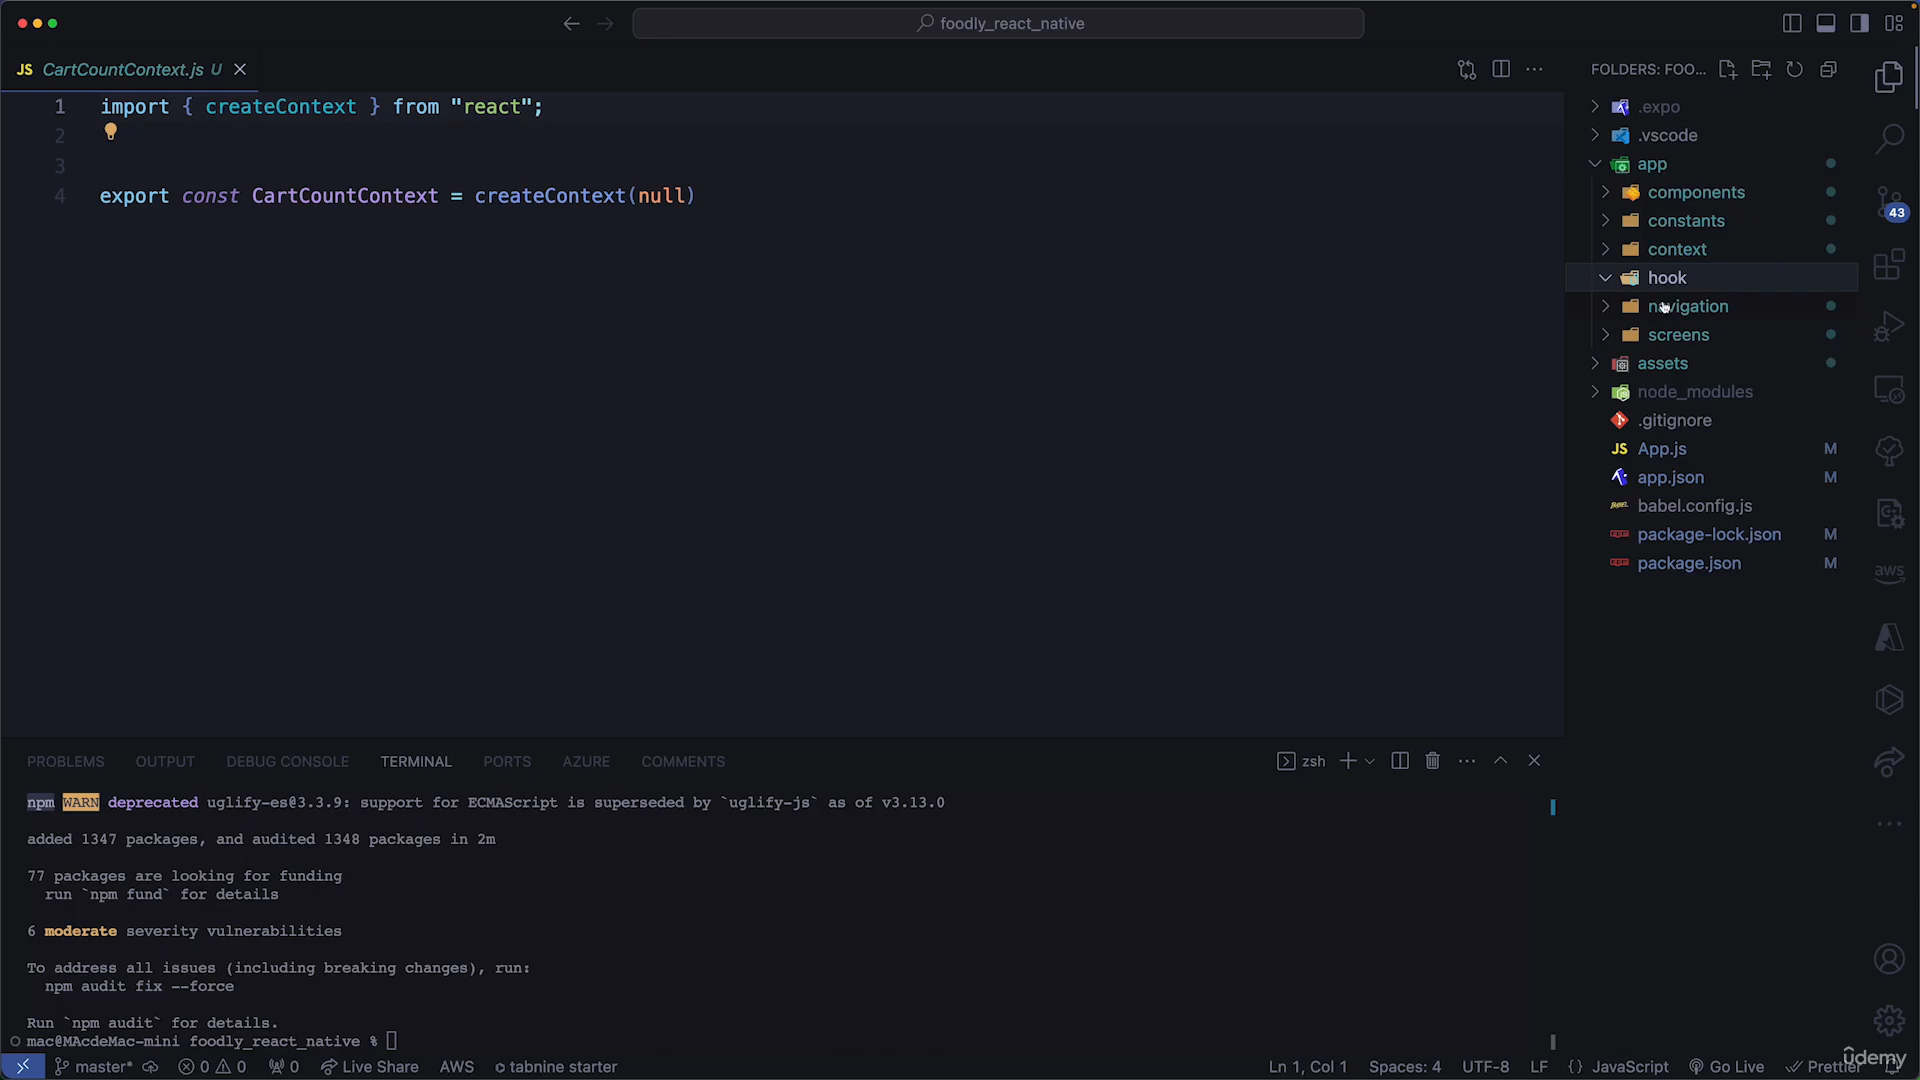 foodly_react_native
JS CartCountContext.js U
FOLDERS: FOO...
1 import { createContext } from "react";
2
3
4 export const CartCountContext = createContext(null)
.expo
.vscode
app
components
constants
context
hook
navigation
screens
assets
node_modules
.gitignore
JS App.js M
app.json M
babel.config.js
package-lock.json M
package.json M
43
aws
PROBLEMS OUTPUT DEBUG CONSOLE TERMINAL PORTS AZURE COMMENTS
zsh
npm WARN deprecated uglify-es@3.3.9: support for ECMAScript is superseded by `uglify-js` as of v3.13.0
added 1347 packages, and audited 1348 packages in 2m
77 packages are looking for funding
run `npm fund` for details
6 moderate severity vulnerabilities
To address all issues (including breaking changes), run:
npm audit fix --force
Run `npm audit` for details.
mac@MAcdeMac-mini foodly_react_native %
master* 0 0 0 Live Share AWS tabnine starter
Ln 1, Col 1 Spaces: 4 UTF-8 LF {} JavaScript Go Live Prettier
ûdemy